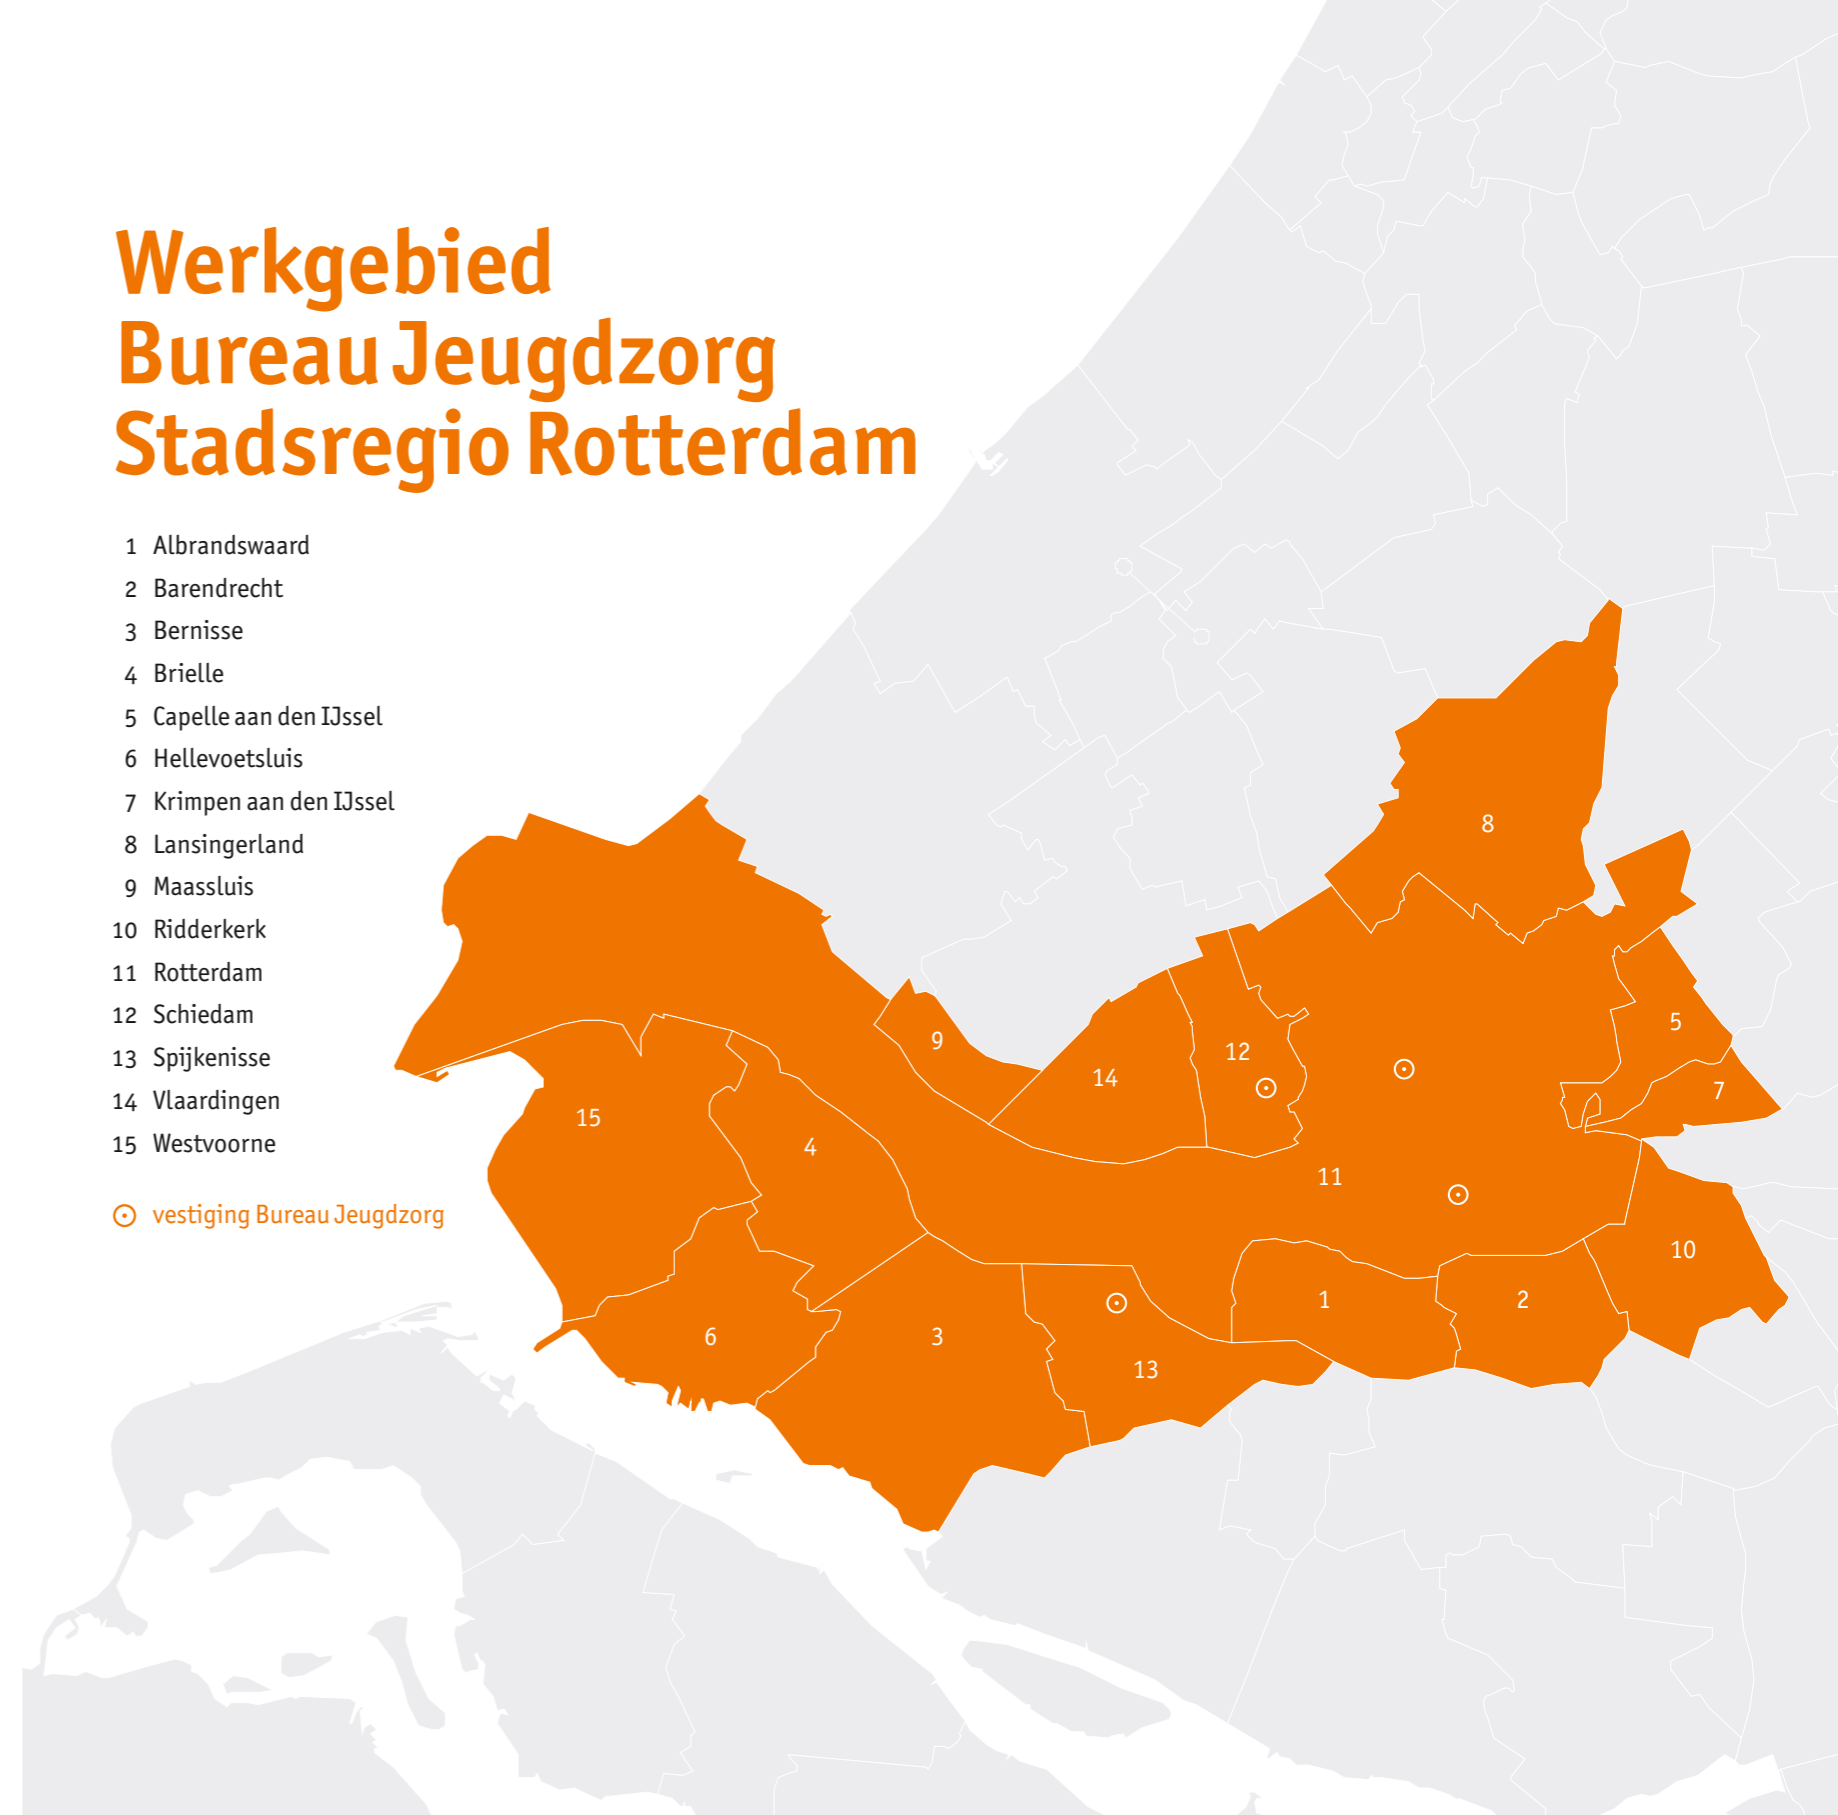 Werkgebied
Bureau Jeugdzorg
Stadsregio Rotterdam
1 Albrandswaard
2 Barendrecht
3 Bernisse
4 Brielle
5 Capelle aan den IJssel
6 Hellevoetsluis
7 Krimpen aan den IJssel
8 Lansingerland
9 Maassluis
10 Ridderkerk
11 Rotterdam
12 Schiedam
13 Spijkenisse
14 Vlaardingen
15 Westvoorne
vestiging Bureau Jeugdzorg
8
5
9
12
14
7
15
4
11
10
1
2
6
3
13